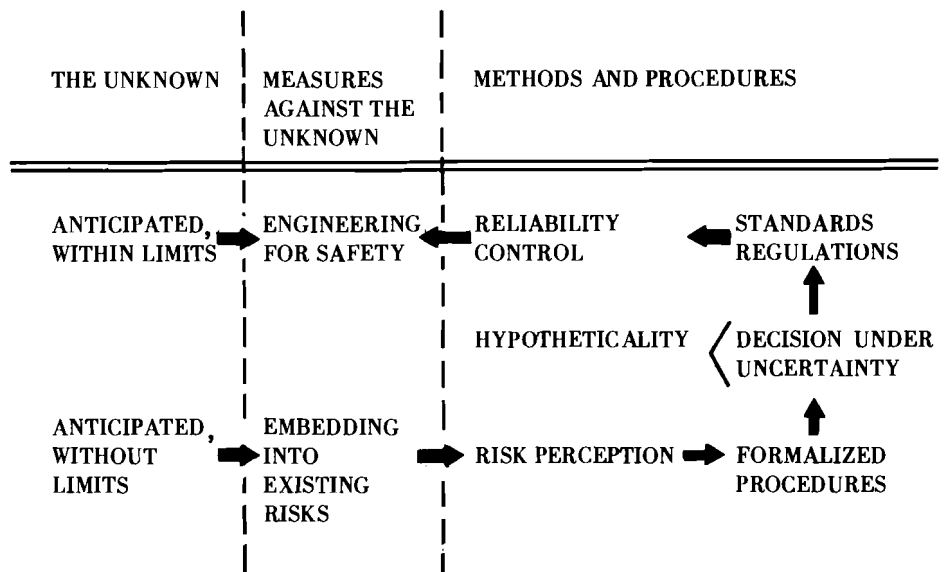 THE UNKNOWN
MEASURES
AGAINST THE
UNKNOWN
METHODS AND PROCEDURES
ANTICIPATED,
WITHIN LIMITS
ENGINEERING
FOR SAFETY
RELIABILITY
CONTROL
STANDARDS
REGULATIONS
HYPOTHETICALITY
DECISION UNDER
UNCERTAINTY
ANTICIPATED,
WITHOUT
LIMITS
EMBEDDING
INTO
EXISTING
RISKS
RISK PERCEPTION
FORMALIZED
PROCEDURES